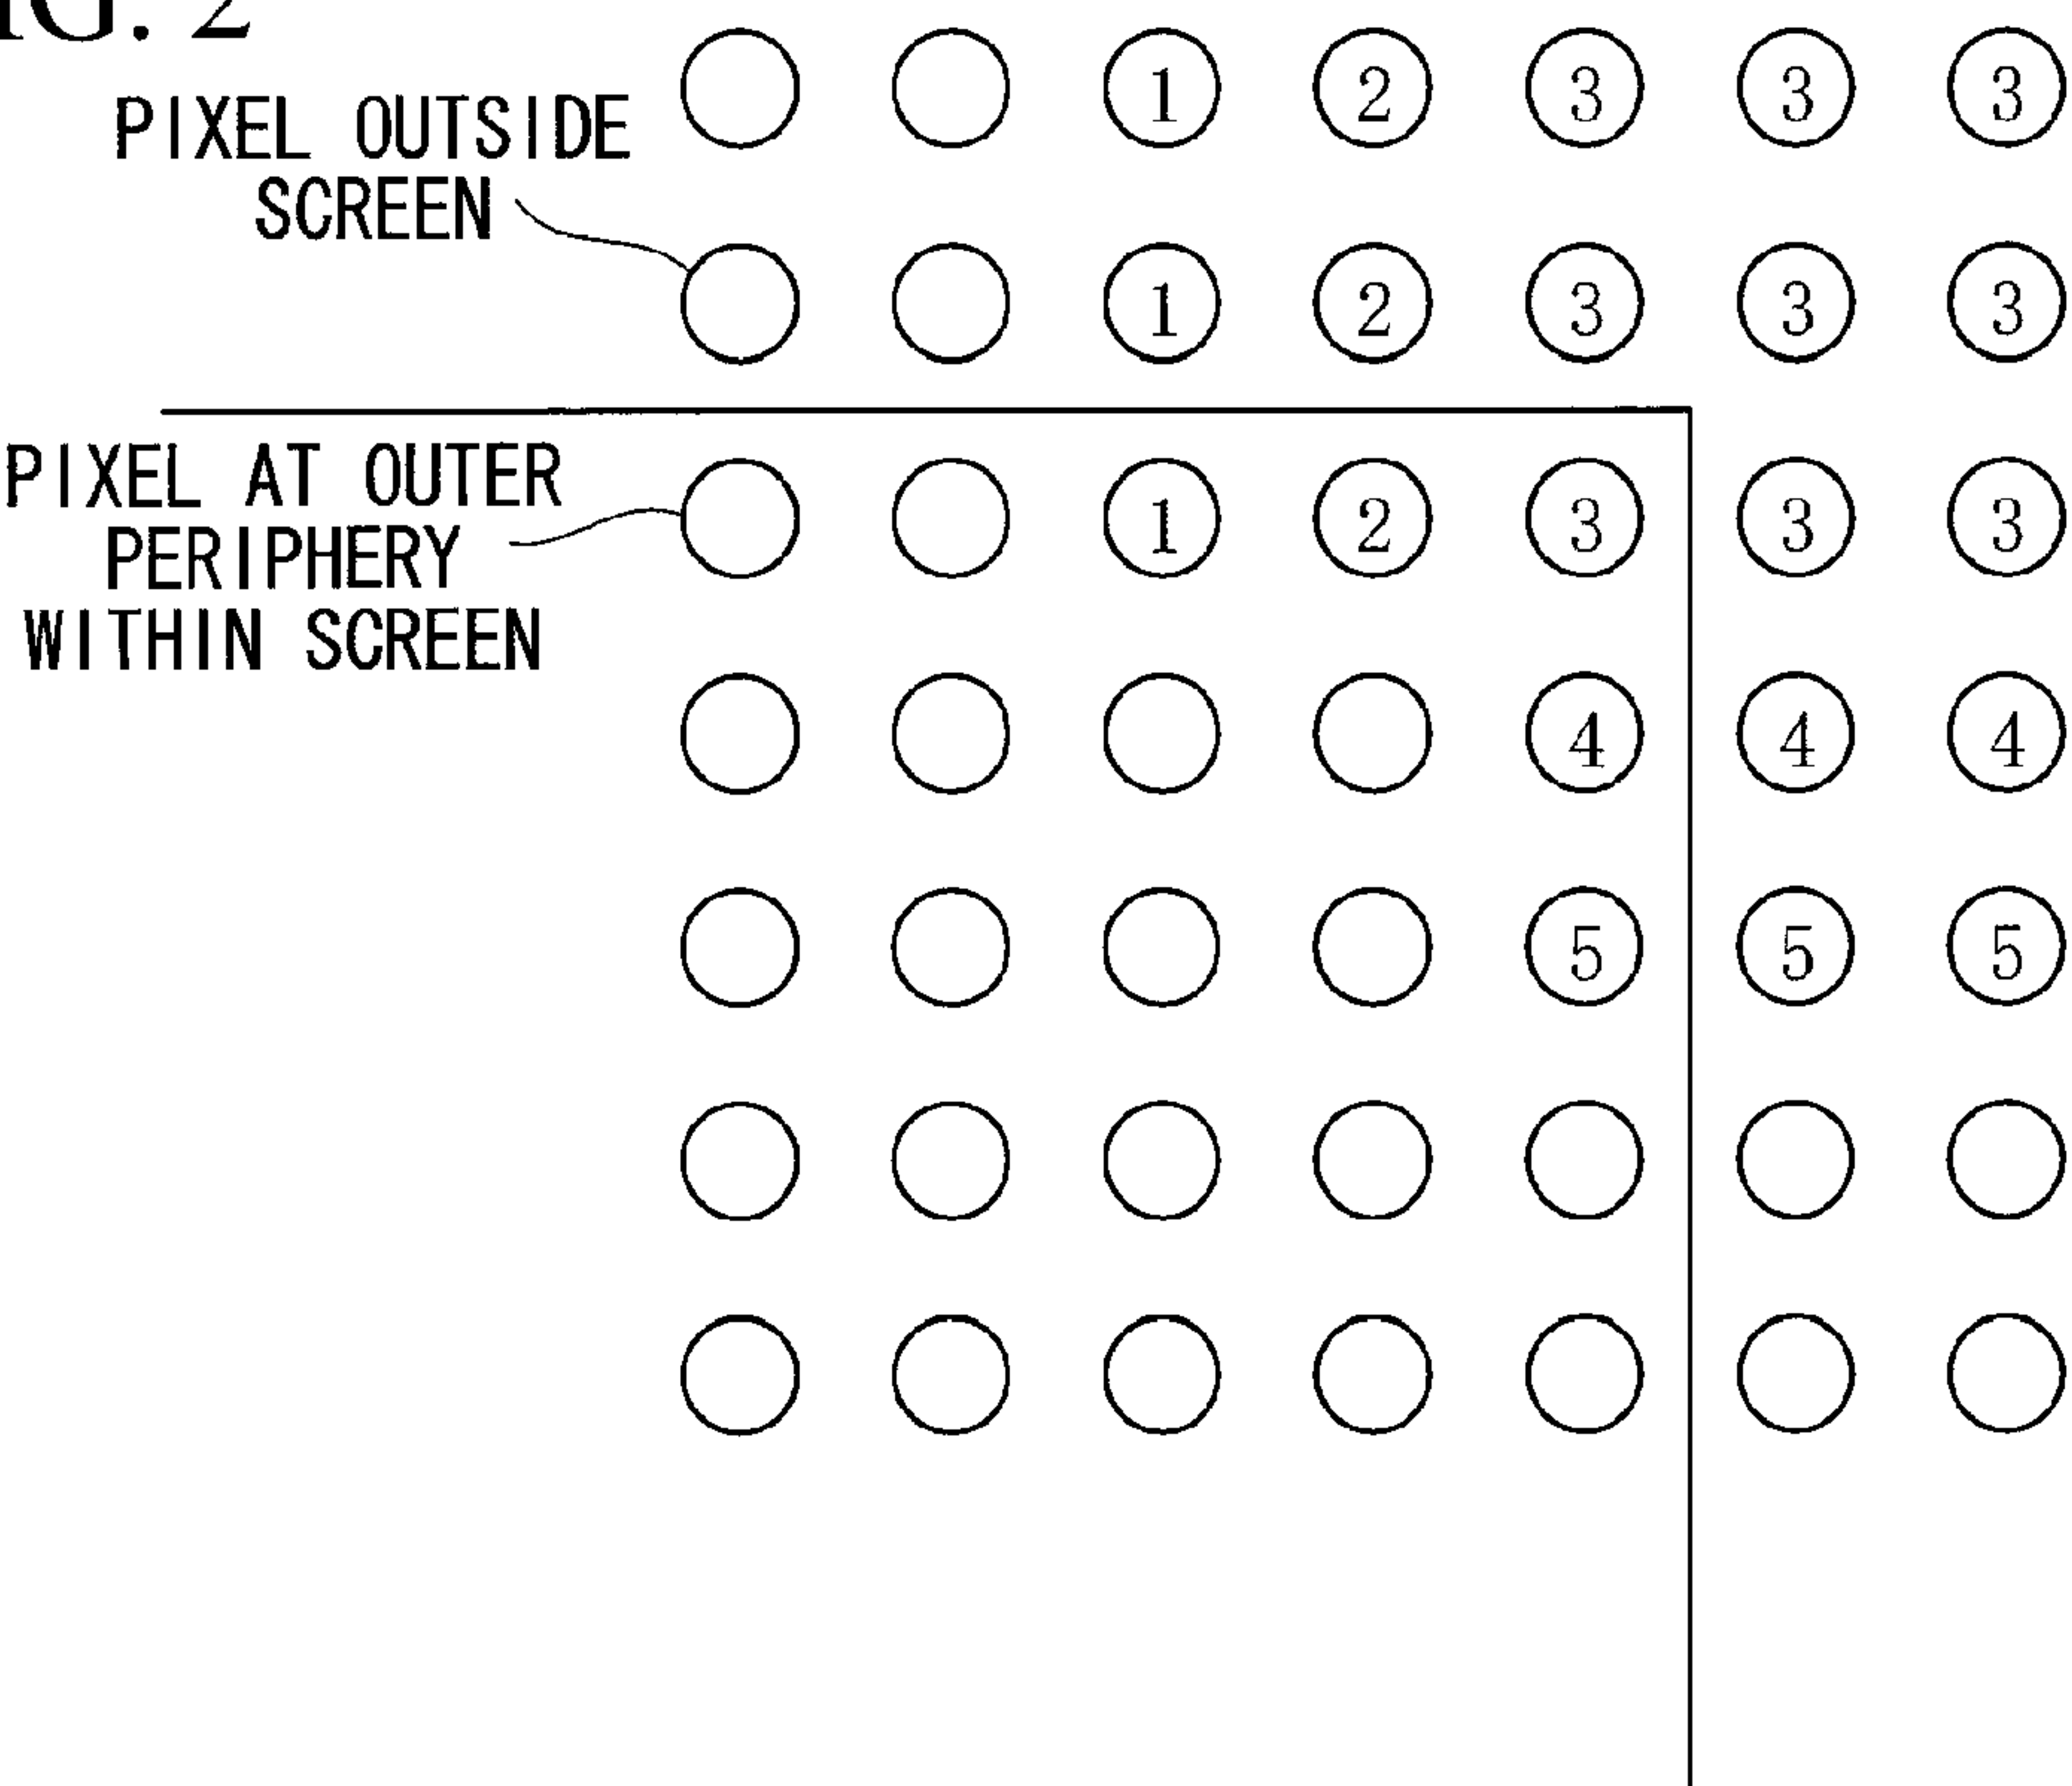 IG. 2
1 2 3 3 3
PIXEL OUTSIDE
SCREEN
1 2 3 3 3
PIXEL AT OUTER
PERIPHERY
WITHIN SCREEN
1 2 3 3 3
4 4 4
5 5 5